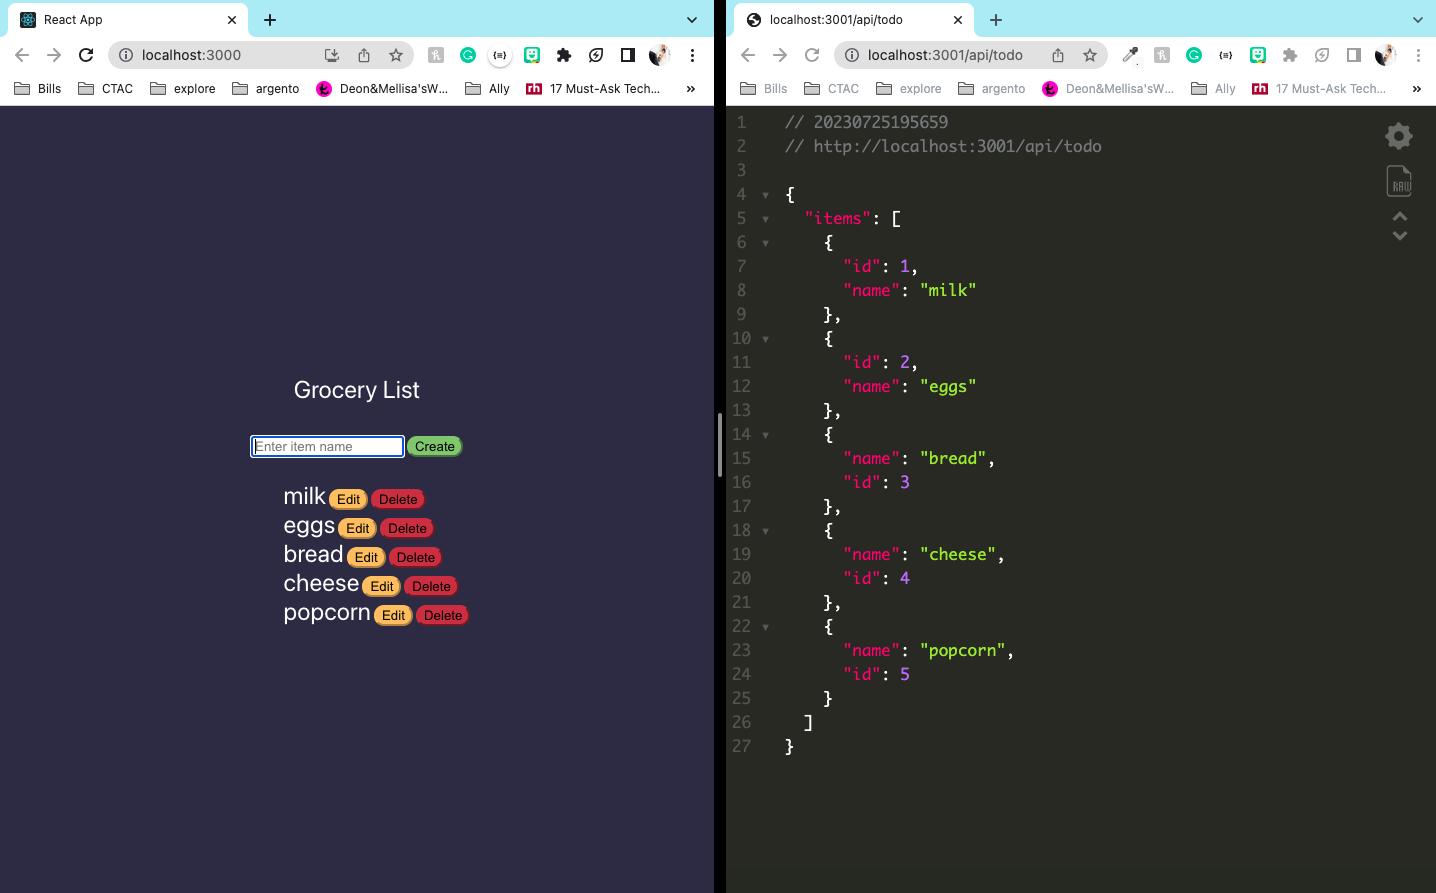 React App
localhost:3000
Bills
CTAC
explore
argento
Deon&Mellisa'sW...
Ally
rh
17 Must-Ask Tech...
»
Grocery List
Enter item name
Create
milk Edit Delete
eggs Edit Delete
bread Edit Delete
cheese Edit Delete
popcorn Edit Delete
localhost:3001/api/todo
localhost:3001/api/todo
Bills
CTAC
explore
argento
Deon&Mellisa'sW...
Ally
rh
17 Must-Ask Tech...
»
1 // 20230725195659
2 // http://localhost:3001/api/todo
3
4 {
5 "items": [
6 {
7 "id": 1,
8 "name": "milk"
9 },
10 {
11 "id": 2,
12 "name": "eggs"
13 },
14 {
15 "name": "bread",
16 "id": 3
17 },
18 {
19 "name": "cheese",
20 "id": 4
21 },
22 {
23 "name": "popcorn",
24 "id": 5
25 }
26 ]
27 }
RAW